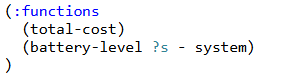 (:functions
(total-cost)
(battery-level ?s - system)
)